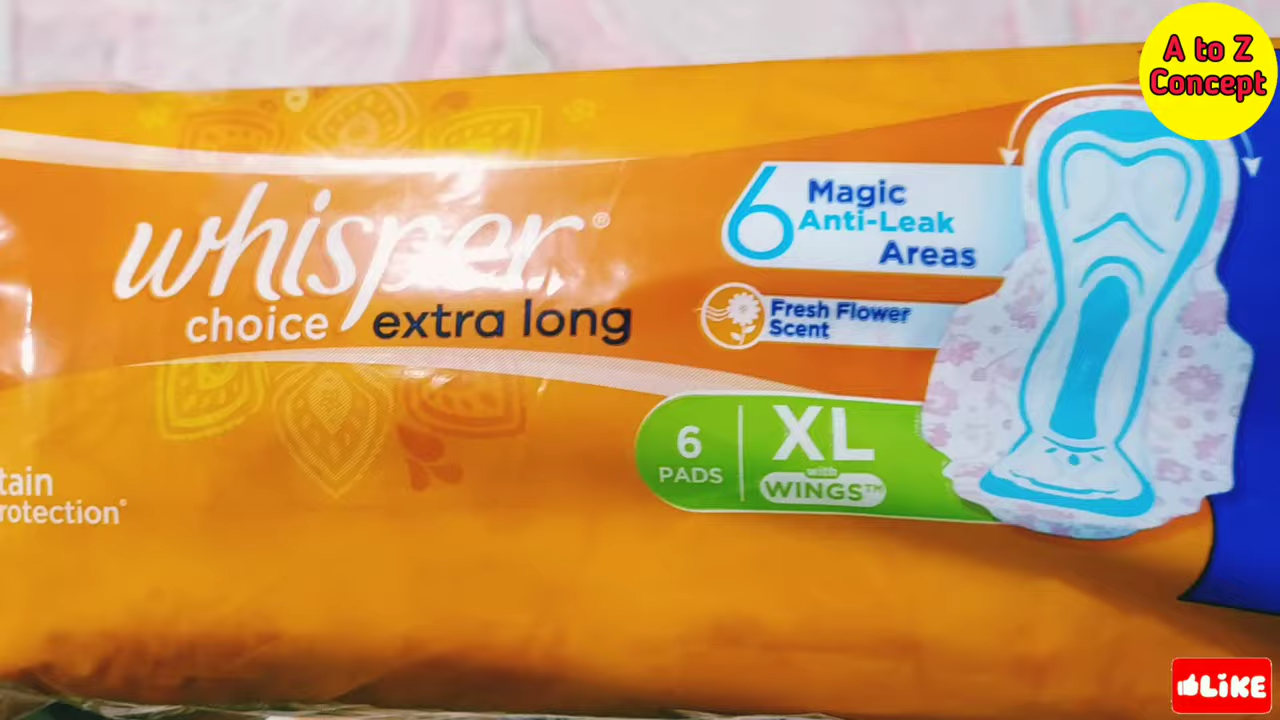 A to Z
Concept
whisper®
choice extra long
6 Magic
Anti-Leak
Areas
Fresh Flower
Scent
6
PADS
XL
with
WINGS™
tain
rotection°
LIKE